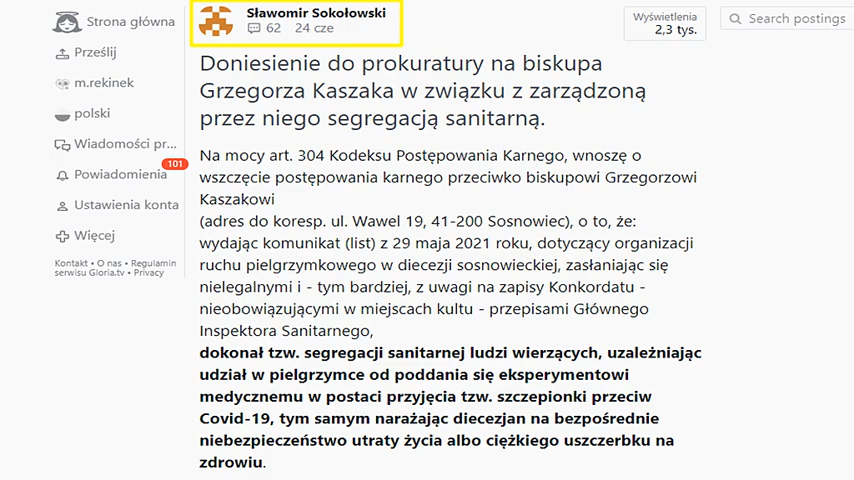 Strona główna
Prześlij
m.rekinek
polski
Wiadomości pr...
101
Powiadomienia
Ustawienia konta
Więcej
Kontakt • O nas • Regulamin
serwisu Gloria.tv • Privacy
Sławomir Sokołowski
62 24 cze
Wyświetlenia
2,3 tys.
Search postings
Doniesienie do prokuratury na biskupa
Grzegorza Kaszaka w związku z zarządzoną
przez niego segregacją sanitarną.
Na mocy art. 304 Kodeksu Postępowania Karnego, wnoszę o
wszczęcie postępowania karnego przeciwko biskupowi Grzegorzowi
Kaszakowi
(adres do koresp. ul. Wawel 19, 41-200 Sosnowiec), o to, że:
wydając komunikat (list) z 29 maja 2021 roku, dotyczący organizacji
ruchu pielgrzymkowego w diecezji sosnowieckiej, zasłaniając się
nielegalnymi i - tym bardziej, z uwagi na zapisy Konkordatu -
nieobowiązującymi w miejscach kultu - przepisami Głównego
Inspektora Sanitarnego,
dokonał tzw. segregacji sanitarnej ludzi wierzących, uzależniając
udział w pielgrzymce od poddania się eksperymentowi
medycznemu w postaci przyjęcia tzw. szczepionki przeciw
Covid-19, tym samym narażając diecezjan na bezpośrednie
niebezpieczeństwo utraty życia albo ciężkiego uszczerbku na
zdrowiu.